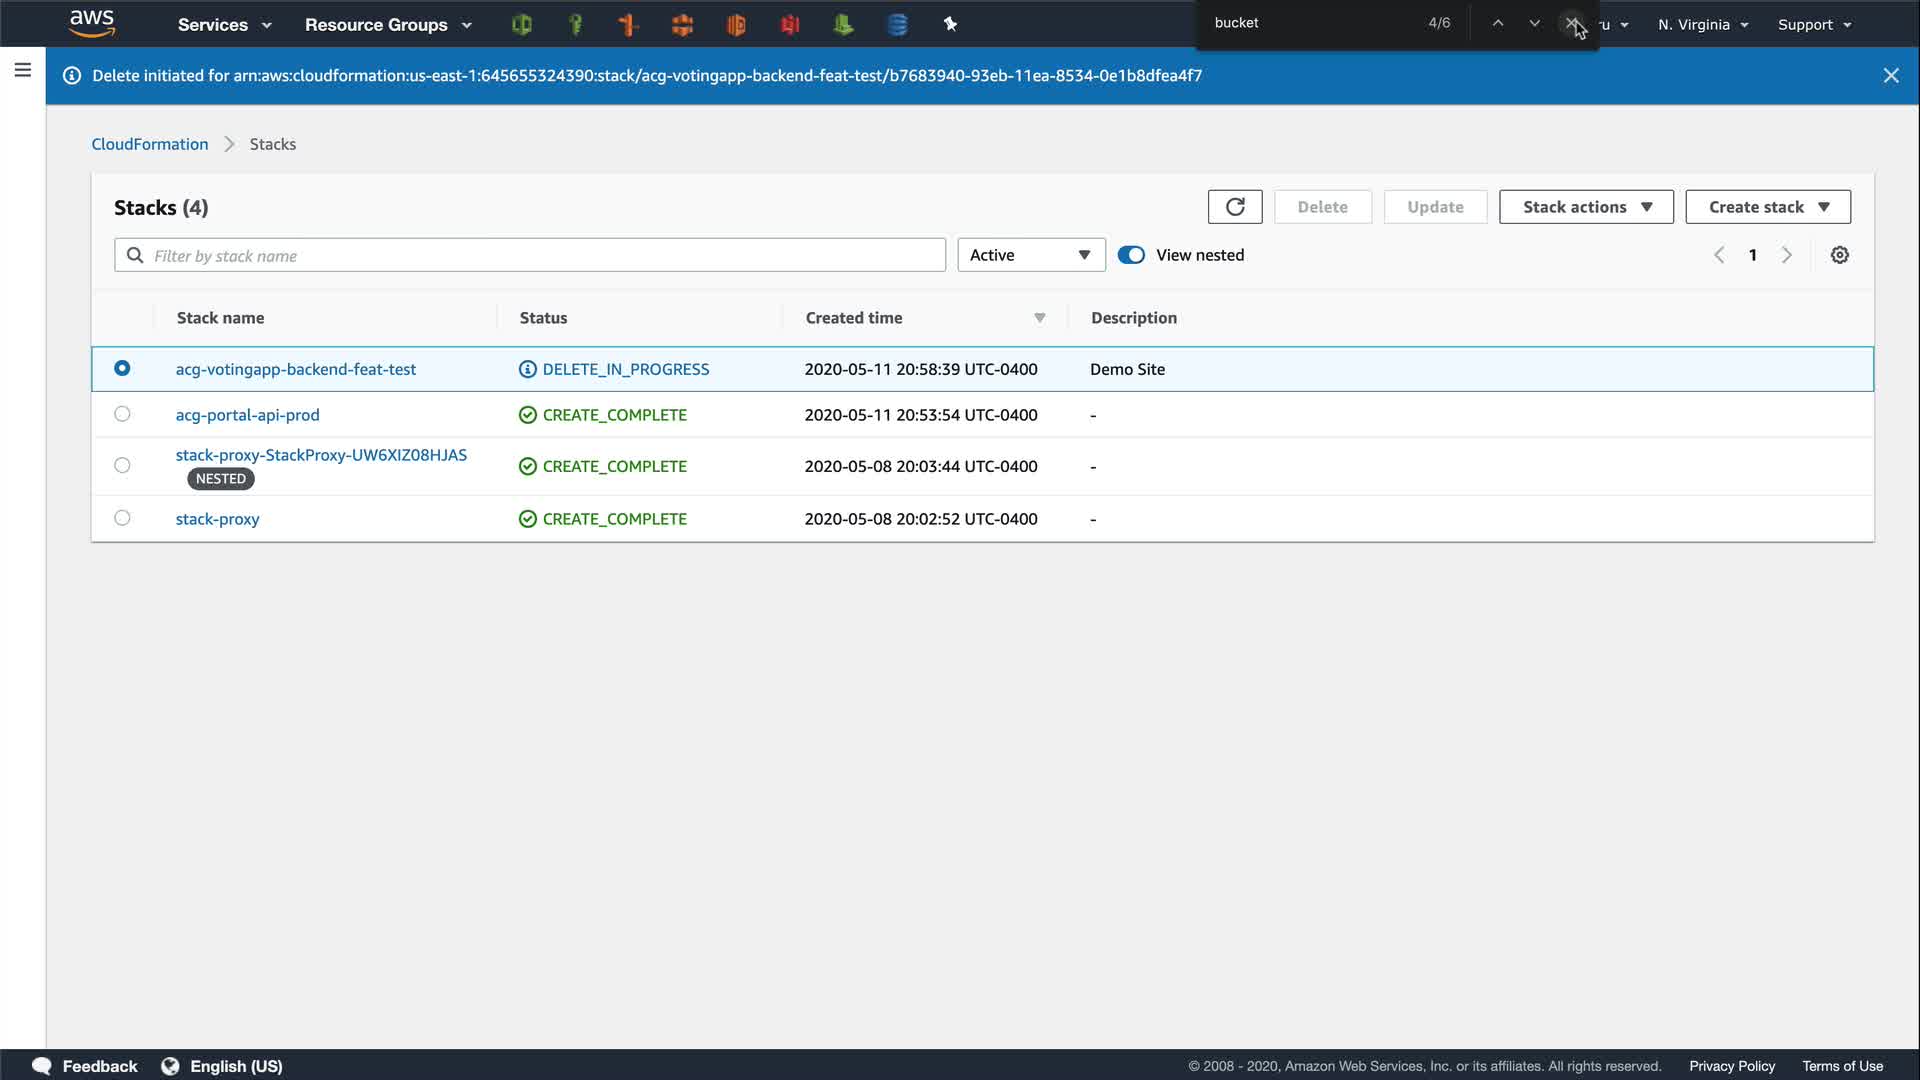 aws
Services
Resource Groups
bucket
4/6
ru
N. Virginia
Support
Delete initiated for arn:aws:cloudformation:us-east-1:645655324390:stack/acg-votingapp-backend-feat-test/b7683940-93eb-11ea-8534-0e1b8dfea4f7
CloudFormation
Stacks
Stacks (4)
Delete
Update
Stack actions
Create stack
Filter by stack name
Active
View nested
1
Stack name
Status
Created time
Description
acg-votingapp-backend-feat-test
DELETE_IN_PROGRESS
2020-05-11 20:58:39 UTC-0400
Demo Site
acg-portal-api-prod
CREATE_COMPLETE
2020-05-11 20:53:54 UTC-0400
-
stack-proxy-StackProxy-UW6XIZ08HJAS
NESTED
CREATE_COMPLETE
2020-05-08 20:03:44 UTC-0400
-
stack-proxy
CREATE_COMPLETE
2020-05-08 20:02:52 UTC-0400
-
Feedback
English (US)
© 2008 - 2020, Amazon Web Services, Inc. or its affiliates. All rights reserved.
Privacy Policy
Terms of Use